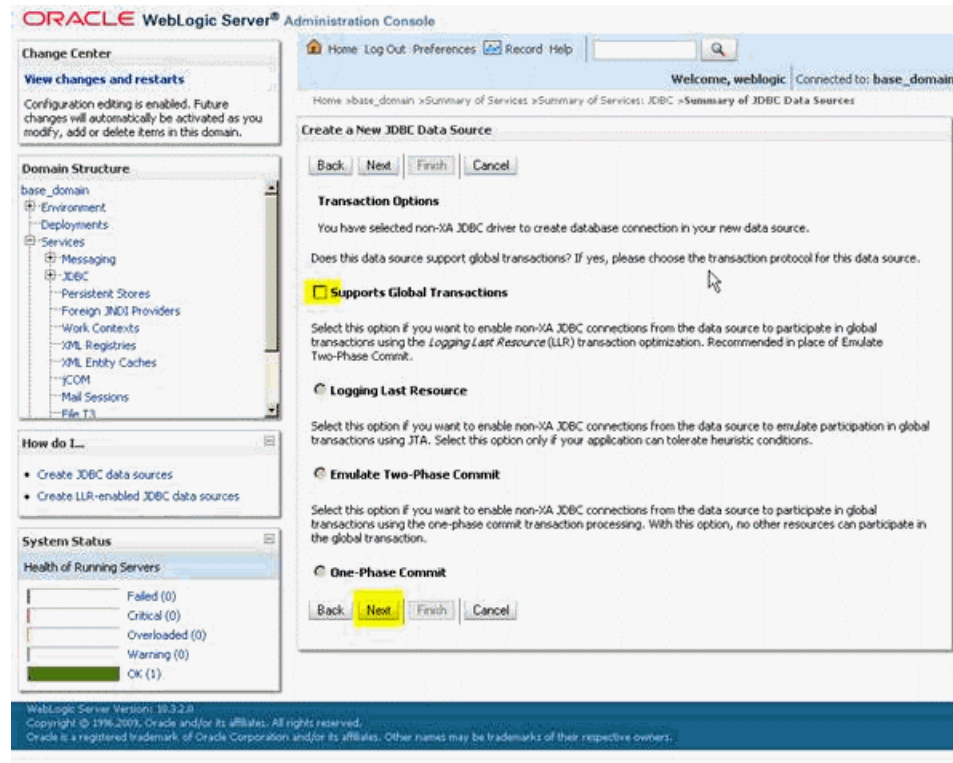 ORACLE WebLogic Server® Administration Console
Change Center
View changes and restarts
Configuration editing is enabled. Future
changes will automatically be activated as you
modify, add or delete items in this domain.
Domain Structure
base_domain
Environment
Deployments
Services
Messaging
JDBC
Persistent Stores
Foreign JNDI Providers
Work Contexts
XML Registries
XML Entity Caches
jCOM
Mail Sessions
File T3
How do I...
Create JDBC data sources
Create LLR-enabled JDBC data sources
System Status
Health of Running Servers
Failed (0)
Critical (0)
Overloaded (0)
Warning (0)
OK (1)
Home Log Out Preferences Record Help
Welcome, weblogic Connected to: base_domain
Home >base_domain >Summary of Services >Summary of Services: JDBC >Summary of JDBC Data Sources
Create a New JDBC Data Source
Back Next Finish Cancel
Transaction Options
You have selected non-XA JDBC driver to create database connection in your new data source.
Does this data source support global transactions? If yes, please choose the transaction protocol for this data source.
Supports Global Transactions
Select this option if you want to enable non-XA JDBC connections from the data source to participate in global
transactions using the Logging Last Resource (LLR) transaction optimization. Recommended in place of Emulate
Two-Phase Commit.
Logging Last Resource
Select this option if you want to enable non-XA JDBC connections from the data source to emulate participation in global
transactions using JTA. Select this option only if your application can tolerate heuristic conditions.
Emulate Two-Phase Commit
Select this option if you want to enable non-XA JDBC connections from the data source to participate in global
transactions using the one-phase commit transaction processing. With this option, no other resources can participate in
the global transaction.
One-Phase Commit
Back Next Finish Cancel
WebLogic Server Version: 10.3.2.0
Copyright © 1996,2009, Oracle and/or its affiliates. All rights reserved.
Oracle is a registered trademark of Oracle Corporation and/or its affiliates. Other names may be trademarks of their respective owners.